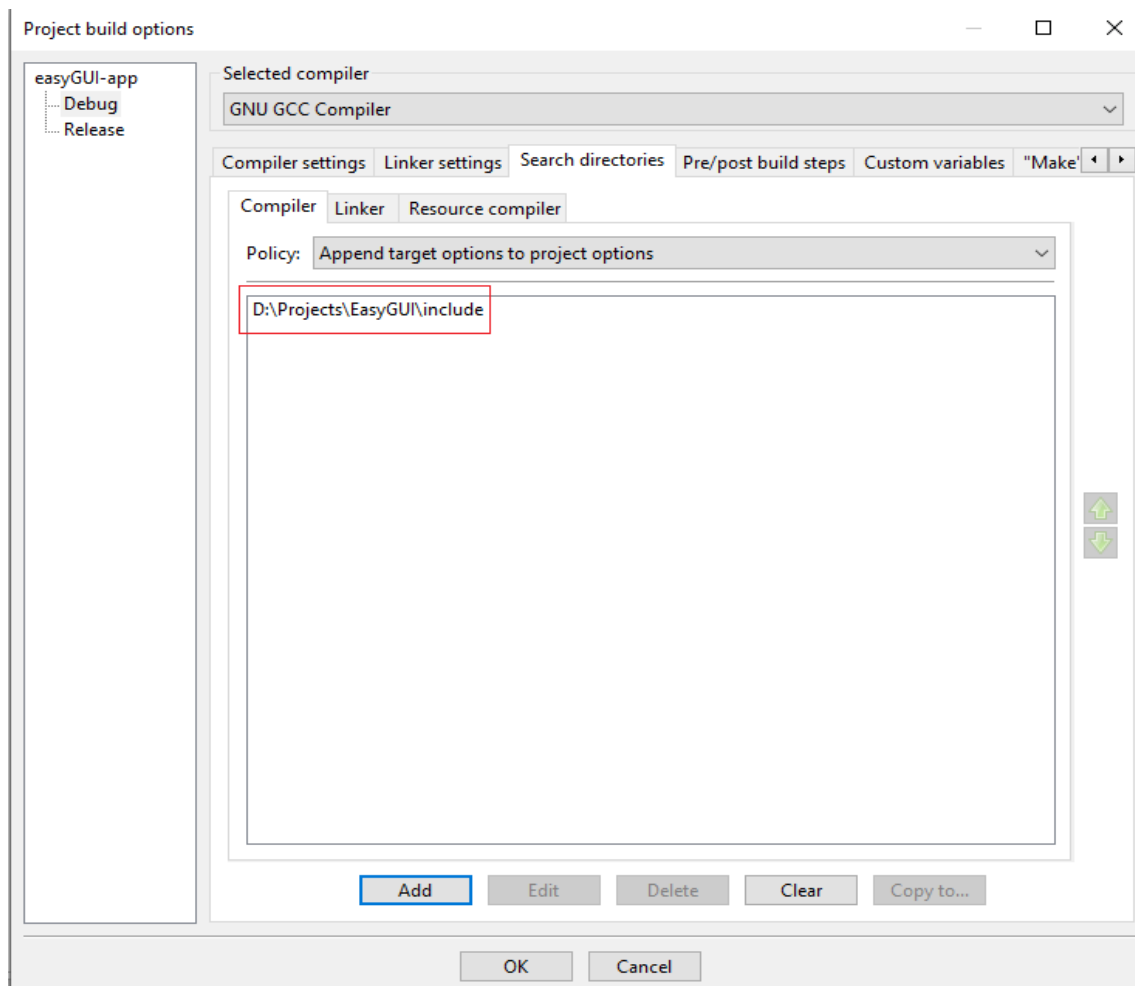 Project build options
easyGUI-app
Debug
Release
Selected compiler
GNU GCC Compiler
Compiler settings Linker settings Search directories Pre/post build steps Custom variables "Make"
Compiler Linker Resource compiler
Policy: Append target options to project options
D:\Projects\EasyGUI\include
Add Edit Delete Clear Copy to...
OK Cancel